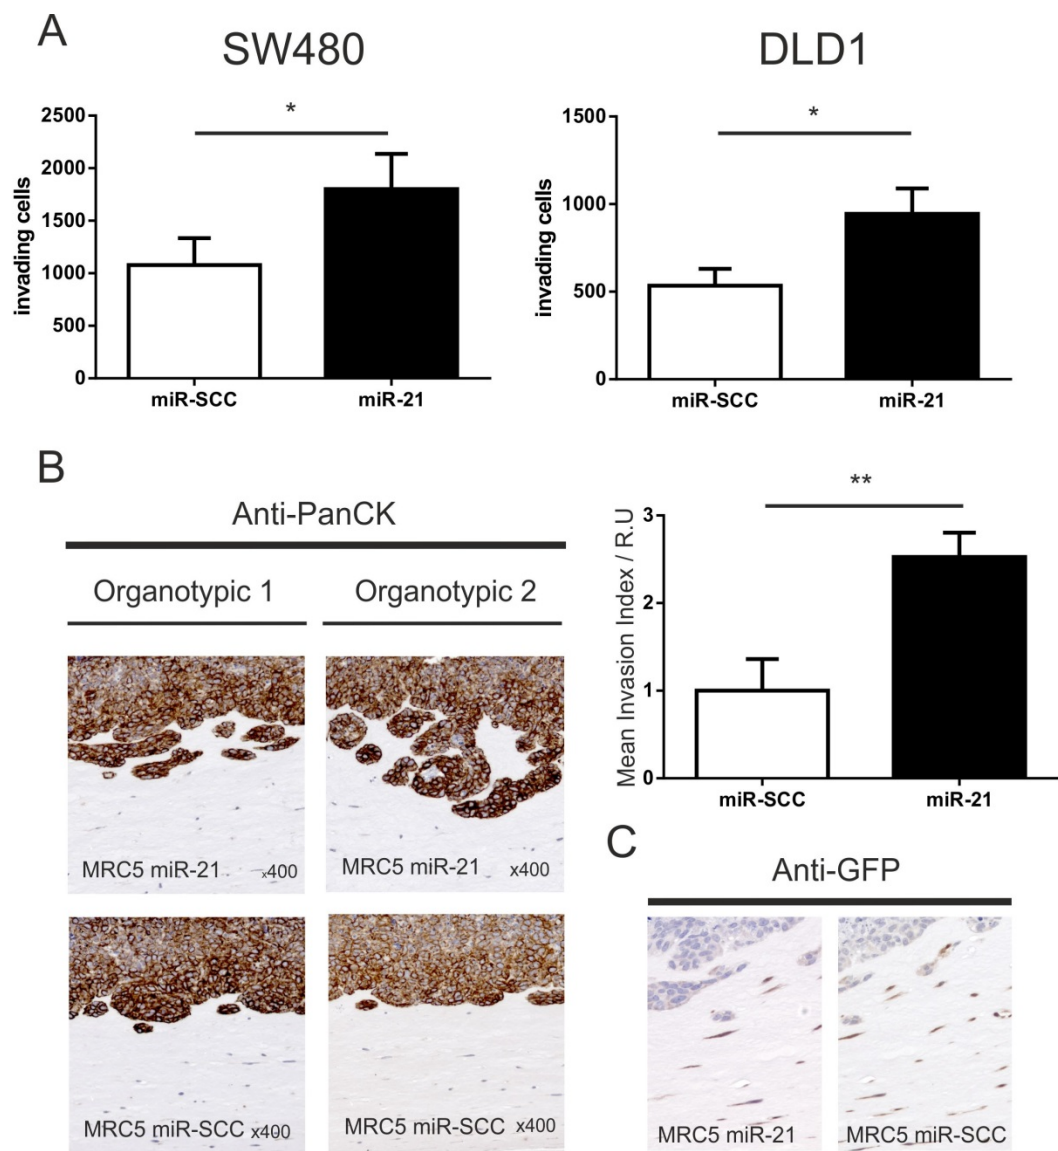 A
SW480
DLD1
*
*
invading cells
2500
2000
1500
1000
500
0
miR-SCC
miR-21
invading cells
1500
1000
500
0
miR-SCC
miR-21
B
Anti-PanCK
Organotypic 1
Organotypic 2
MRC5 miR-21 x400
MRC5 miR-21 x400
MRC5 miR-SCC x400
MRC5 miR-SCC x400
**
Mean Invasion Index / R.U
3
2
1
0
miR-SCC
miR-21
C
Anti-GFP
MRC5 miR-21
MRC5 miR-SCC